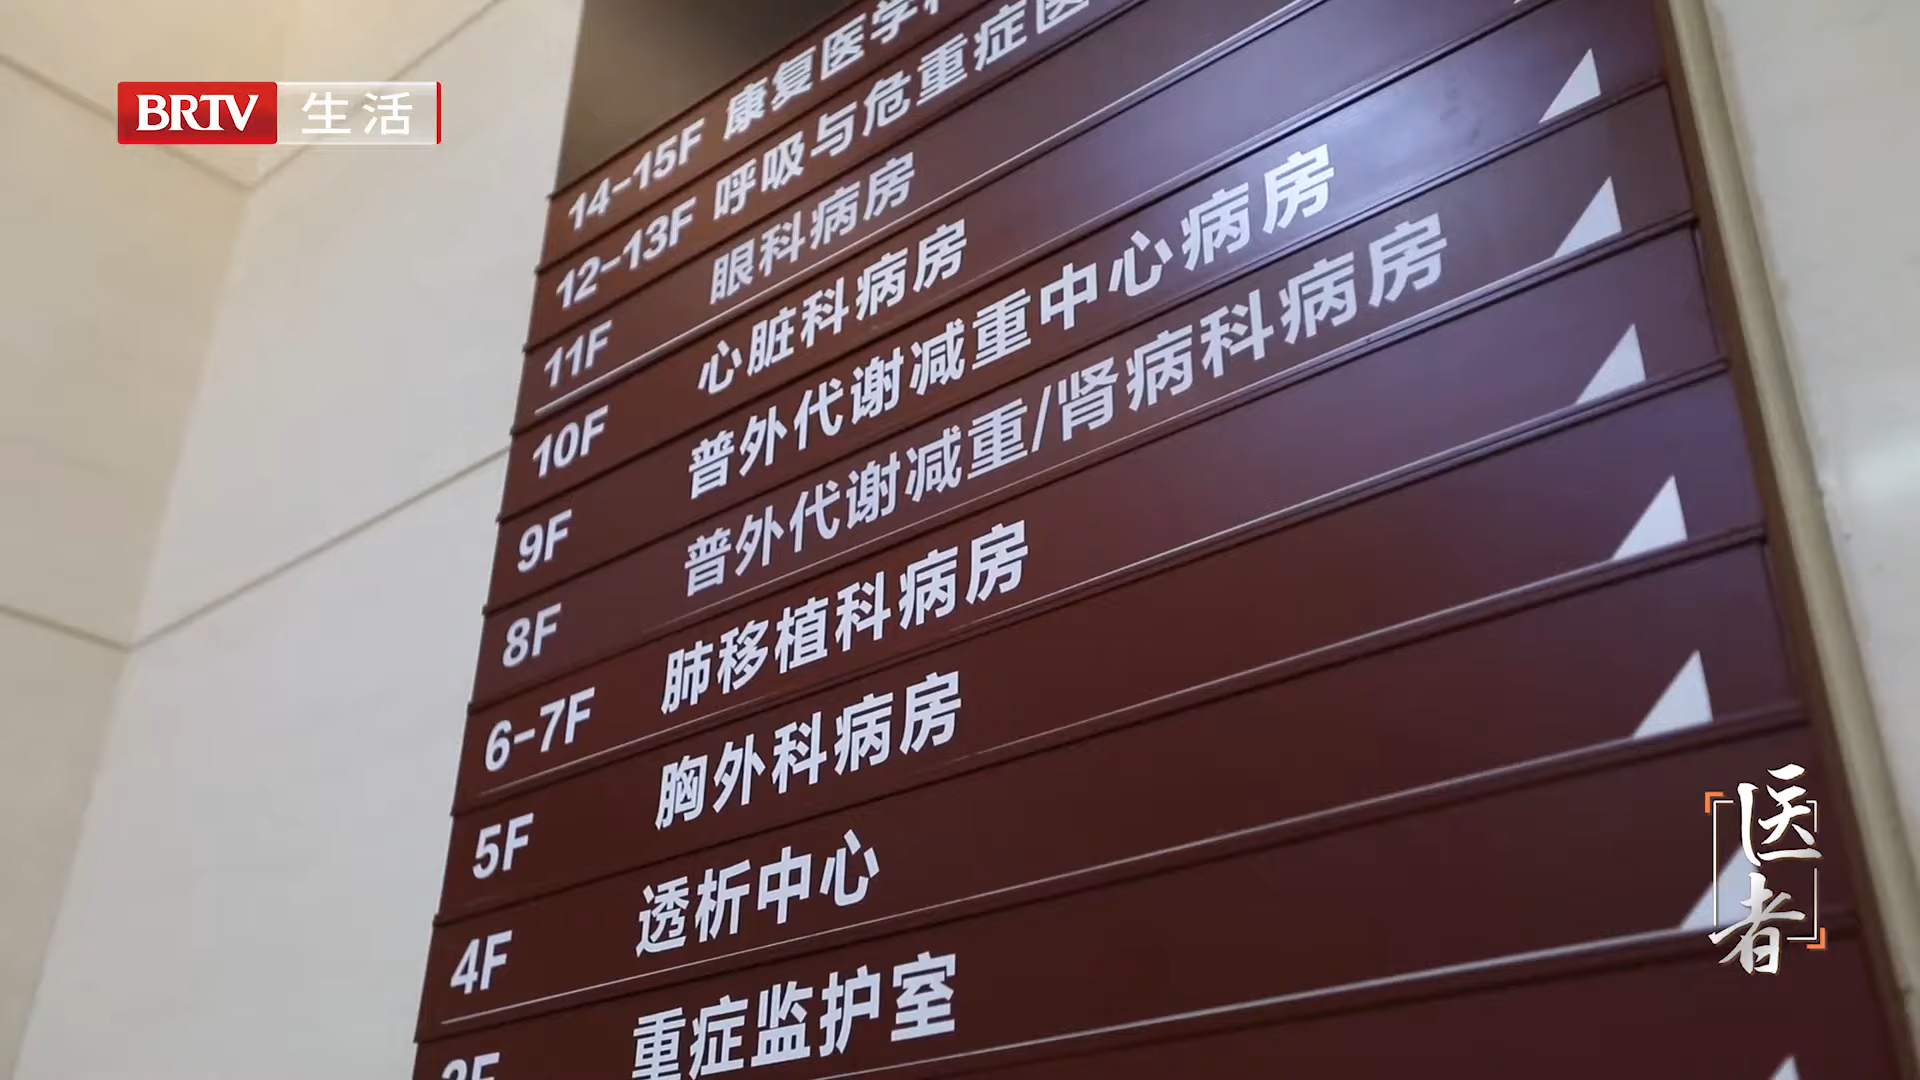 BRTV 生活
14-15F 康复医学科
12-13F 呼吸与危重症医
11F 眼科病房
10F 心脏科病房
9F 普外代谢减重中心病房
8F 普外代谢减重/肾病科病房
6-7F 肺移植科病房
5F 胸外科病房
4F 透析中心
重症监护室
医者